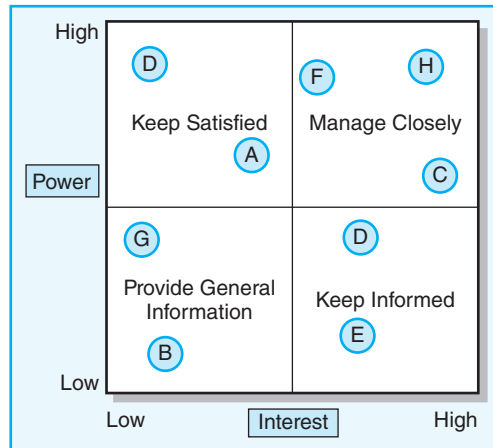 High
D
H
F
Keep Satisfied
Manage Closely
A
C
Power
G
D
Provide General
Information
Keep Informed
E
B
Low
Low
Interest
High